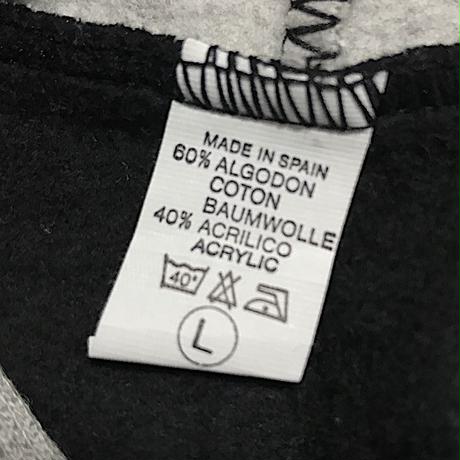 MADE IN SPAIN
60% ALGODON
COTON
BAUMWOLLE
40% ACRILICO
ACRYLIC
40°
L